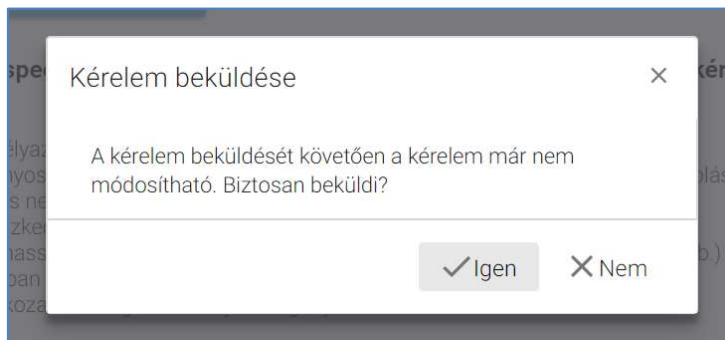 Kérelem beküldése
A kérelem beküldését követően a kérelem már nem
módosítható. Biztosan beküldi?
Igen
Nem